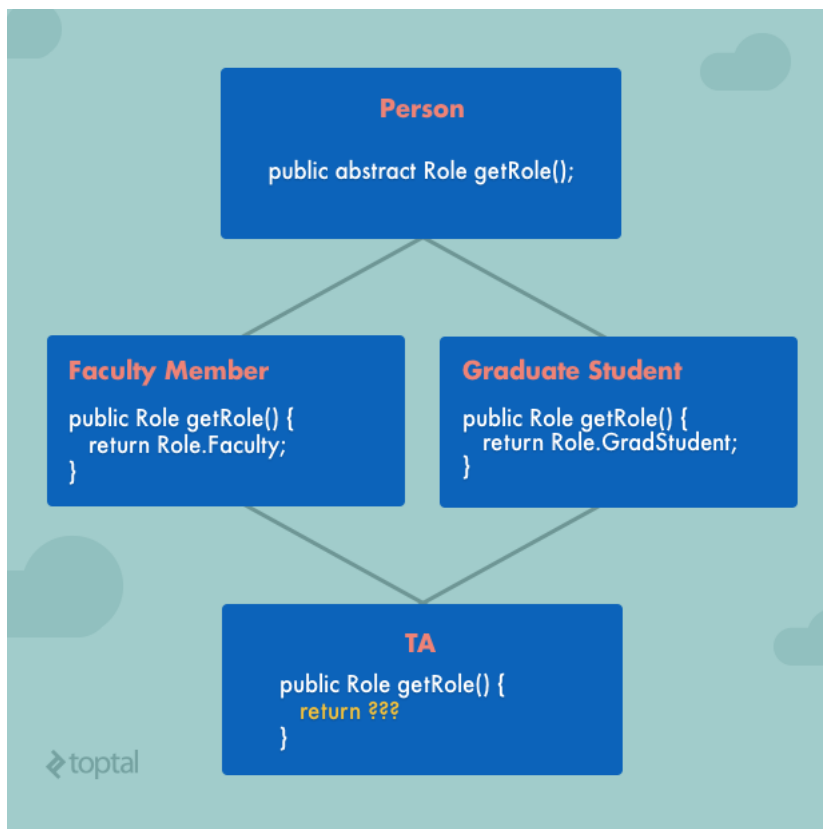 Person
public abstract Role getRole();
Faculty Member
public Role getRole() {
return Role.Faculty;
}
Graduate Student
public Role getRole() {
return Role.GradStudent;
}
TA
public Role getRole() {
return ???
}
toptal